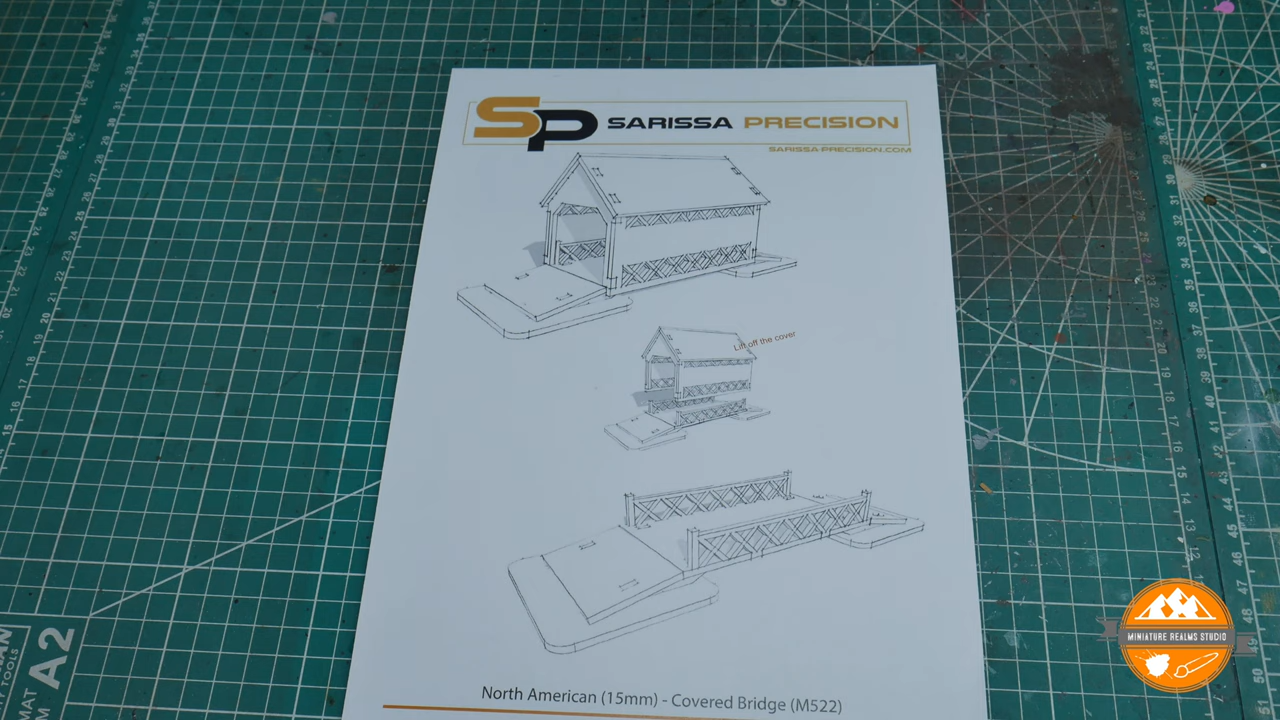 SP SARISSA PRECISION
SARISSA-PRECISION.COM
Lift off the cover
North American (15mm) - Covered Bridge (M522)
A2
MINIATURE REALMS STUDIO